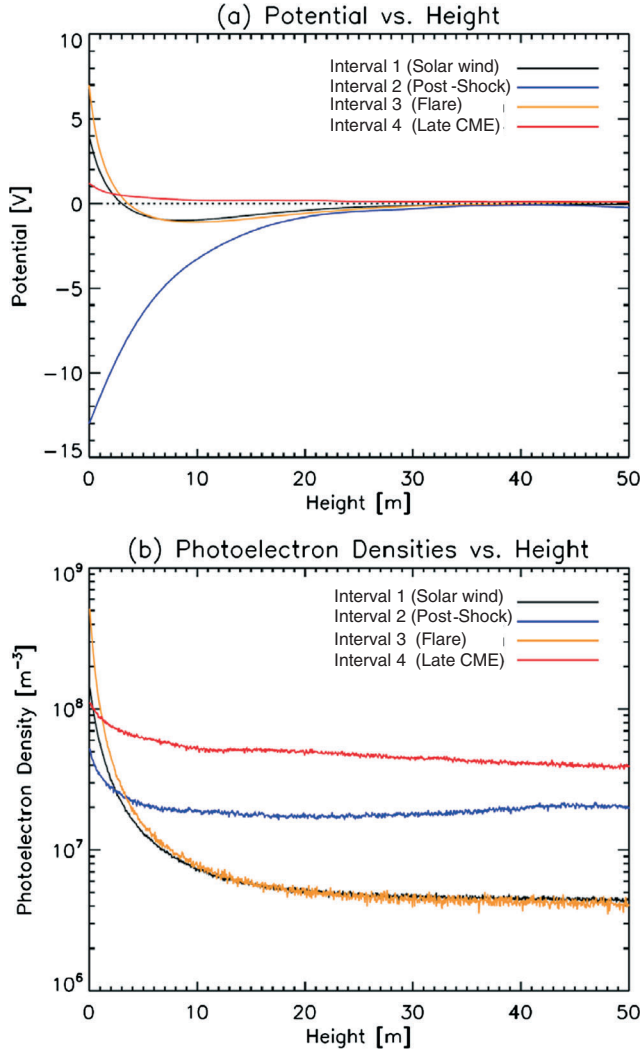 (a) Potential vs. Height
Potential [V]
10
5
0
−5
−10
−15
Interval 1 (Solar wind)
Interval 2 (Post -Shock)
Interval 3 (Flare)
Interval 4 (Late CME)
0 10 20 30 40 50
Height [m]
(b) Photoelectron Densities vs. Height
Photoelectron Density [m⁻³]
10⁹
10⁸
10⁷
10⁶
Interval 1 (Solar wind)
Interval 2 (Post-Shock)
Interval 3 (Flare)
Interval 4 (Late CME)
0 10 20 30 40 50
Height [m]